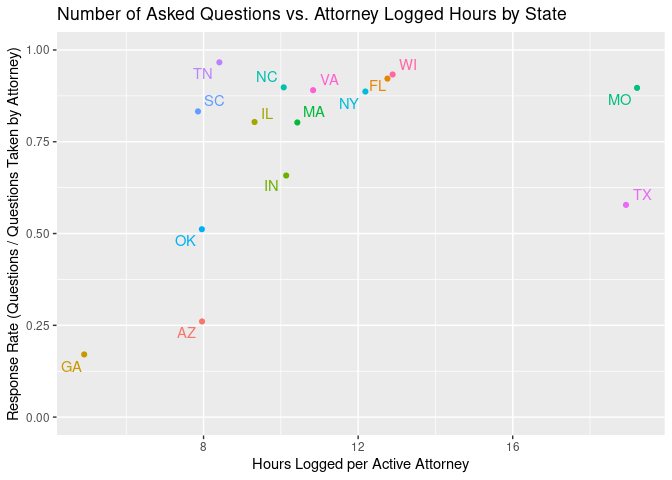 Number of Asked Questions vs. Attorney Logged Hours by State
Response Rate (Questions / Questions Taken by Attorney)
1.00
0.75
0.50
0.25
0.00
TN
SC
NC
VA
WI
FL
NY
IL
MA
MO
IN
TX
OK
AZ
GA
8
12
16
Hours Logged per Active Attorney